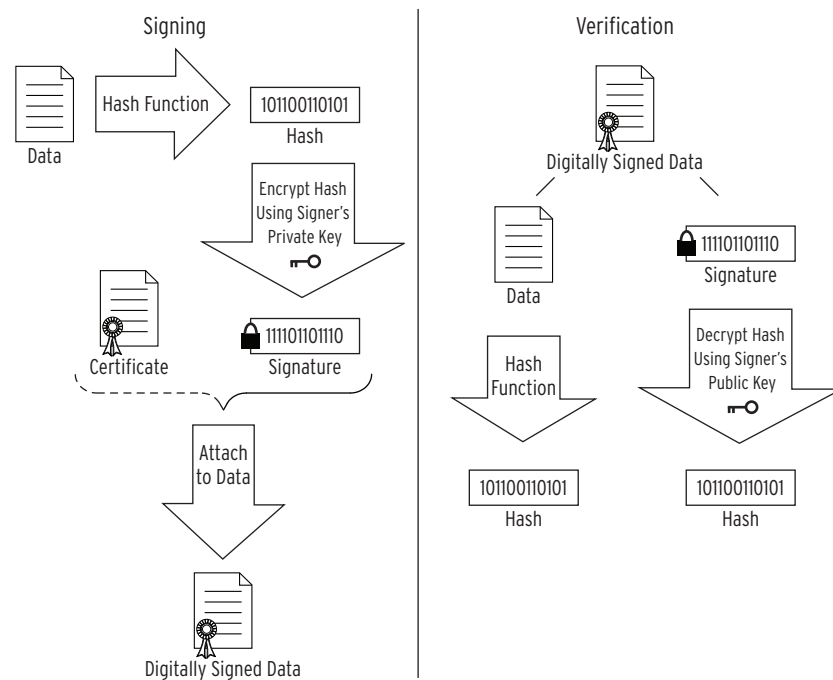 Signing
Data
Hash Function
101100110101
Hash
Encrypt Hash
Using Signer's
Private Key
Certificate
111101101110
Signature
Attach
to Data
Digitally Signed Data
Verification
Digitally Signed Data
Data
111101101110
Signature
Hash
Function
Decrypt Hash
Using Signer's
Public Key
101100110101
Hash
101100110101
Hash